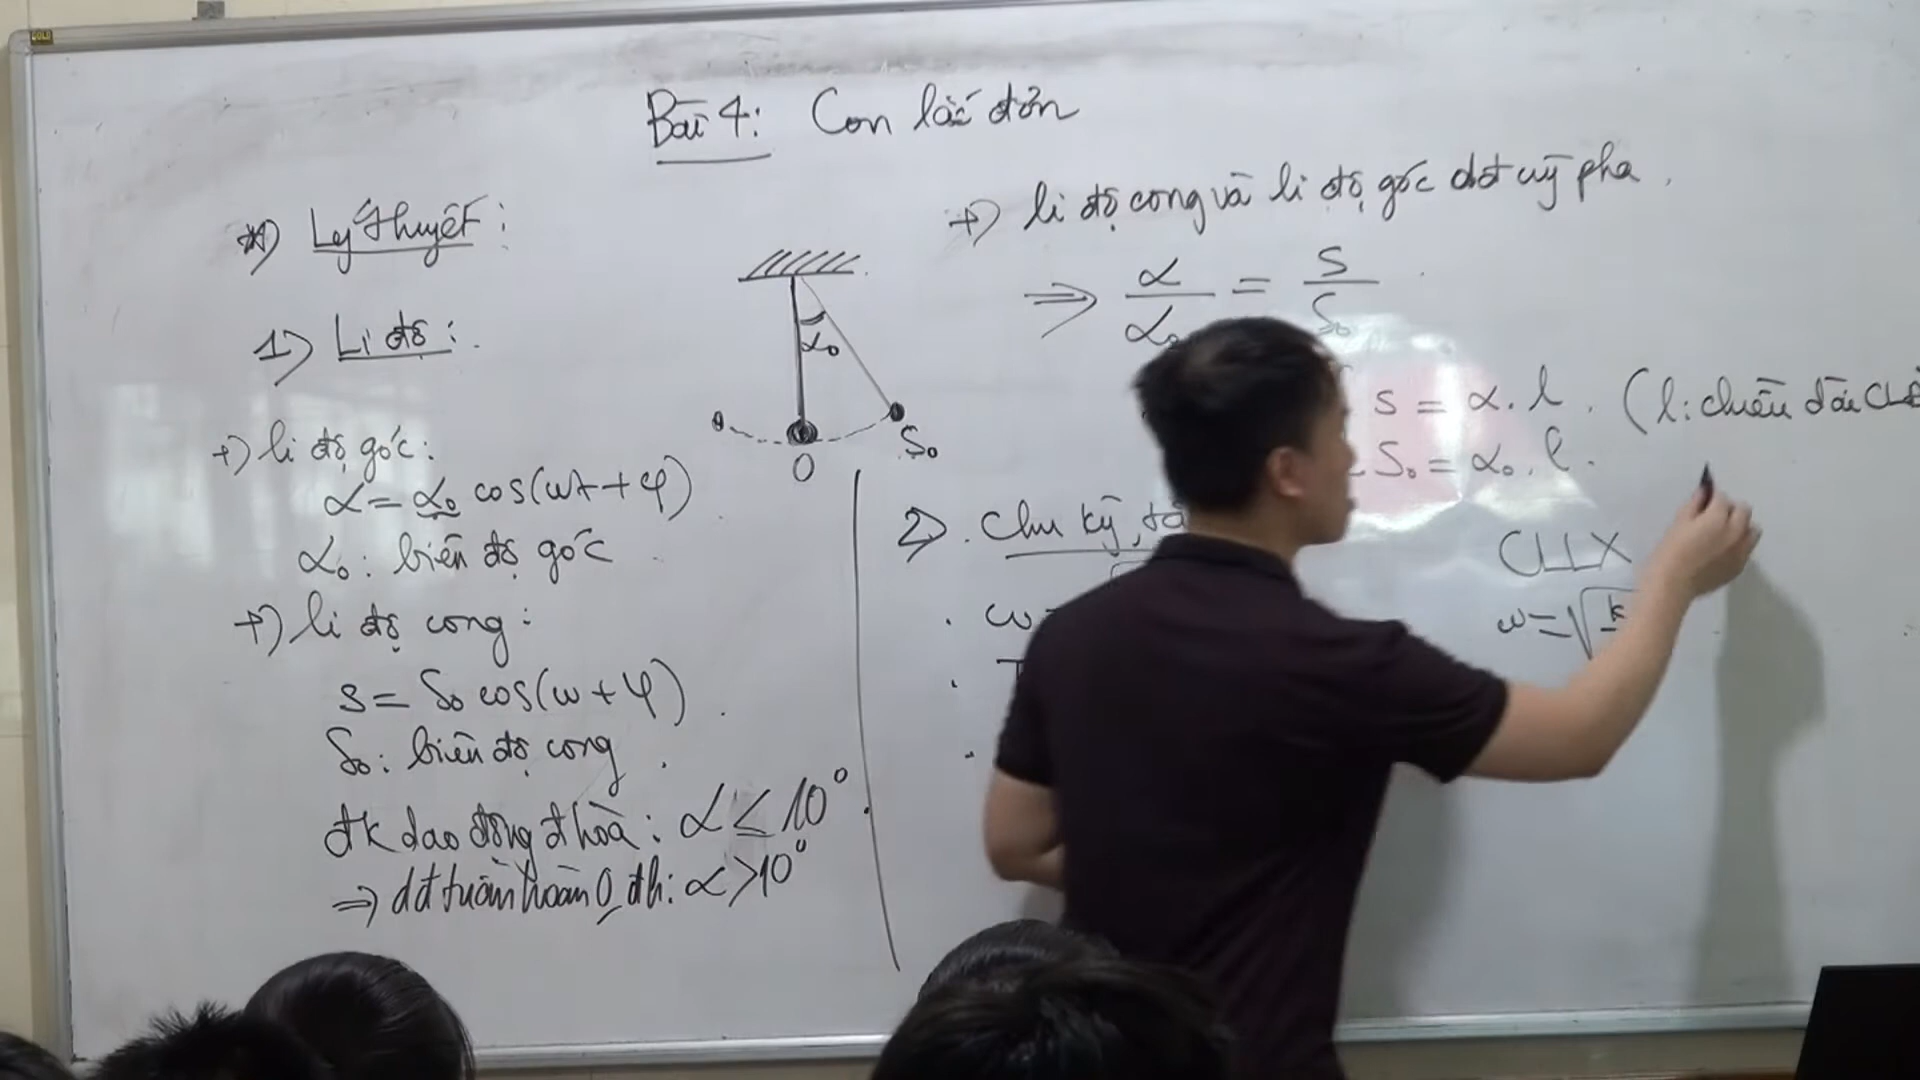 Bài 4: Con lắc đơn
*) Lý thuyết:
1) Li độ:
+) li độ góc:
α = α₀ cos(ωt + φ)
α₀: biên độ góc
+) li độ cong:
s = S₀ cos(ω + φ)
S₀: biên độ cong
đk dao động đ hoà: α ≤ 10°
⇒ dđ tuần hoàn 0 đh: α > 10°
α₀
O
S₀
+) li độ cong và li độ góc dđ cùng pha.
⇒ α/α₀ = s/S₀
s = α.l. (l: chiều dài
S₀ = α₀.l.
2) Chu kỳ,
ω
T
CLLX
ω = √k